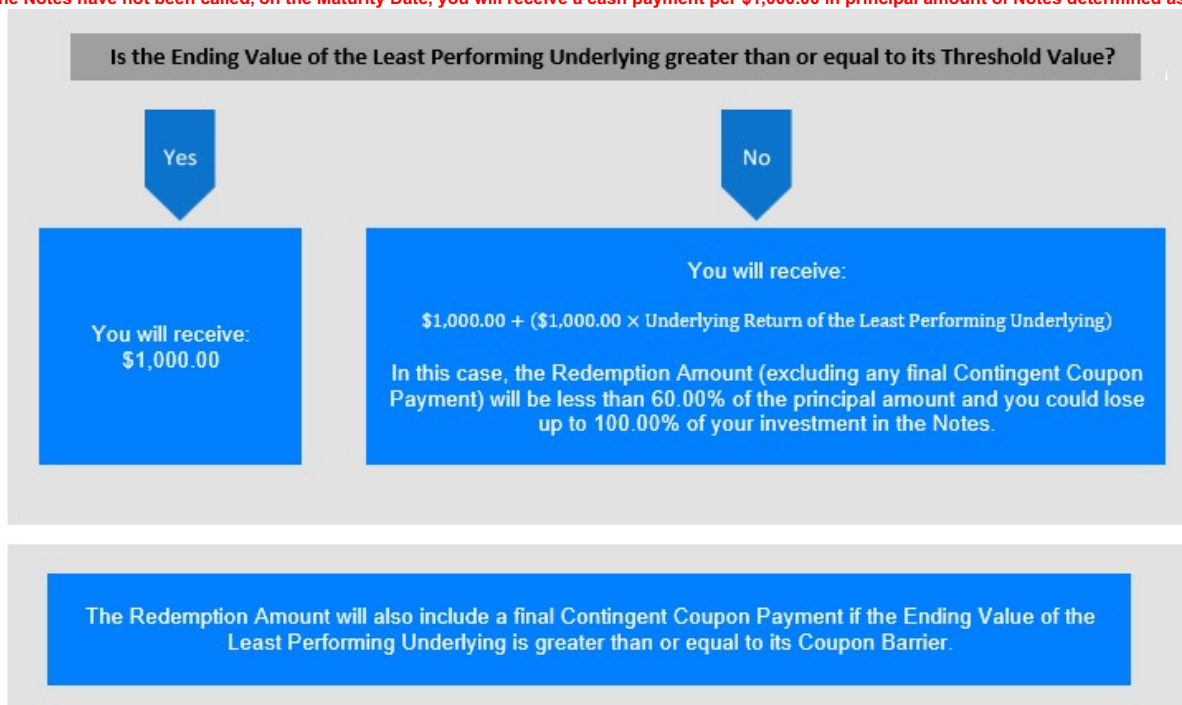 the Notes have not been called, on the Maturity Date, you will receive a cash payment per $1,000.00 in principal amount of Notes determined as
Is the Ending Value of the Least Performing Underlying greater than or equal to its Threshold Value?
Yes
No
You will receive:
$1,000.00
You will receive:
$1,000.00 + ($1,000.00 × Underlying Return of the Least Performing Underlying)
In this case, the Redemption Amount (excluding any final Contingent Coupon
Payment) will be less than 60.00% of the principal amount and you could lose
up to 100.00% of your investment in the Notes.
The Redemption Amount will also include a final Contingent Coupon Payment if the Ending Value of the
Least Performing Underlying is greater than or equal to its Coupon Barrier.